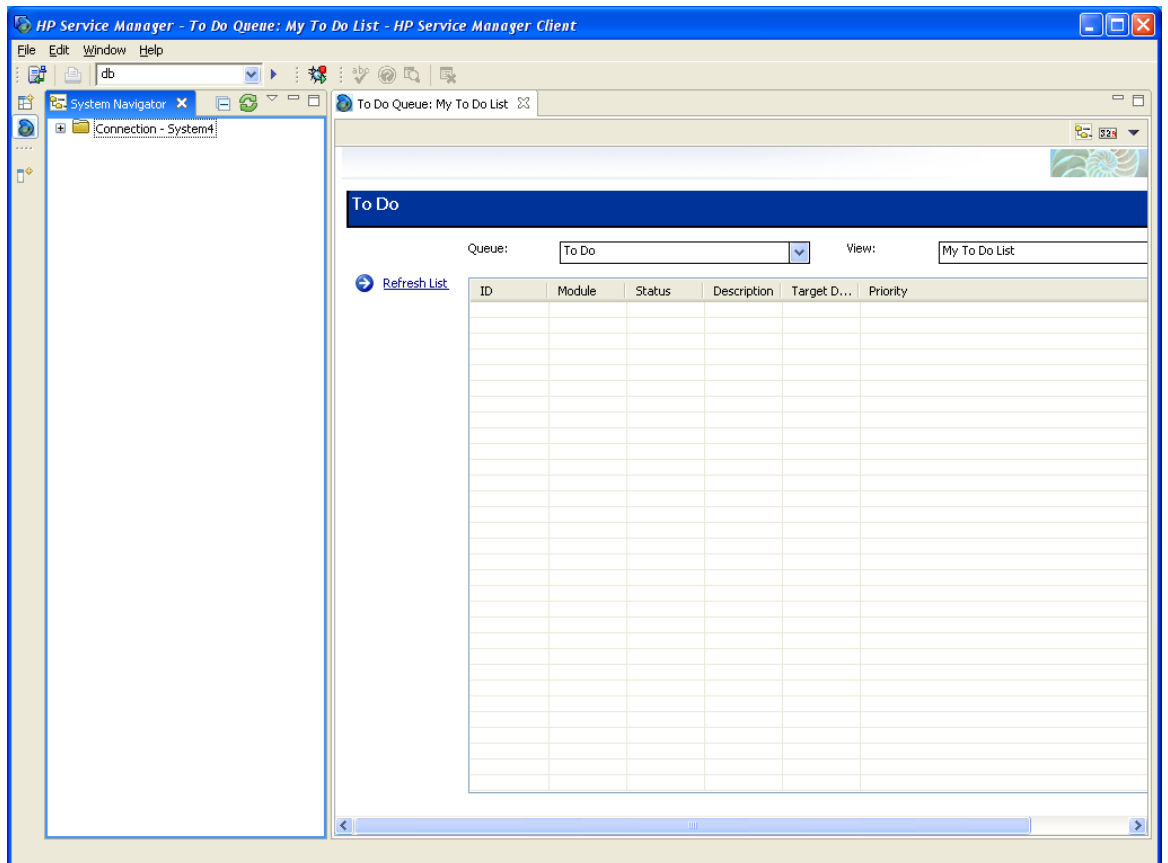 HP Service Manager - To Do Queue: My To Do List - HP Service Manager Client
File Edit Window Help
db
System Navigator
To Do Queue: My To Do List
Connection - System4
To Do
Queue: To Do View: My To Do List
Refresh List
ID Module Status Description Target D... Priority